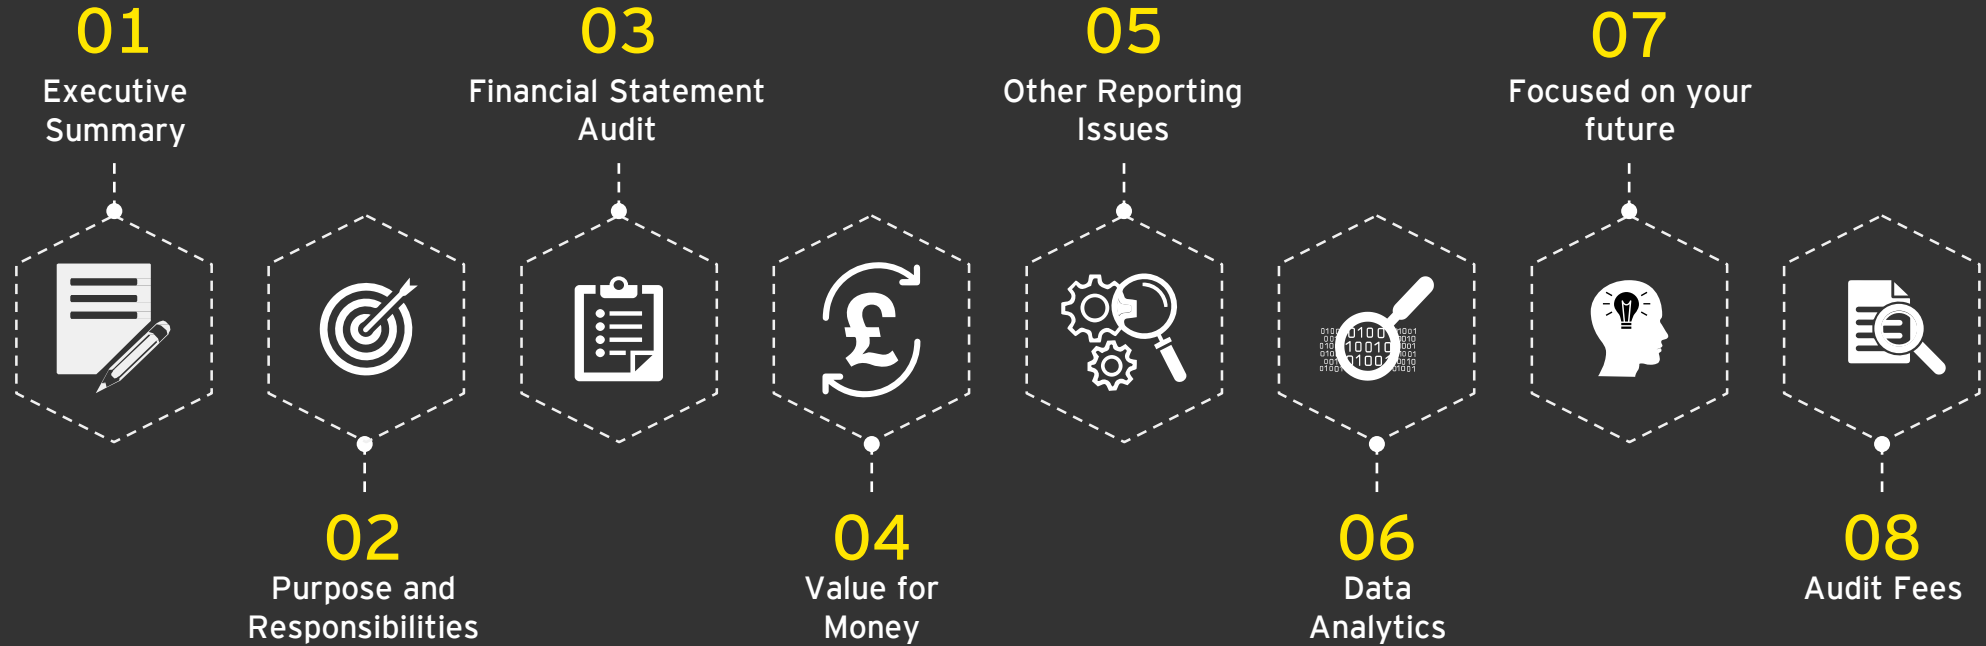 01
Executive
Summary
02
Purpose and
Responsibilities
03
Financial Statement
Audit
04
Value for
Money
05
Other Reporting
Issues
06
Data
Analytics
07
Focused on your
future
08
Audit Fees